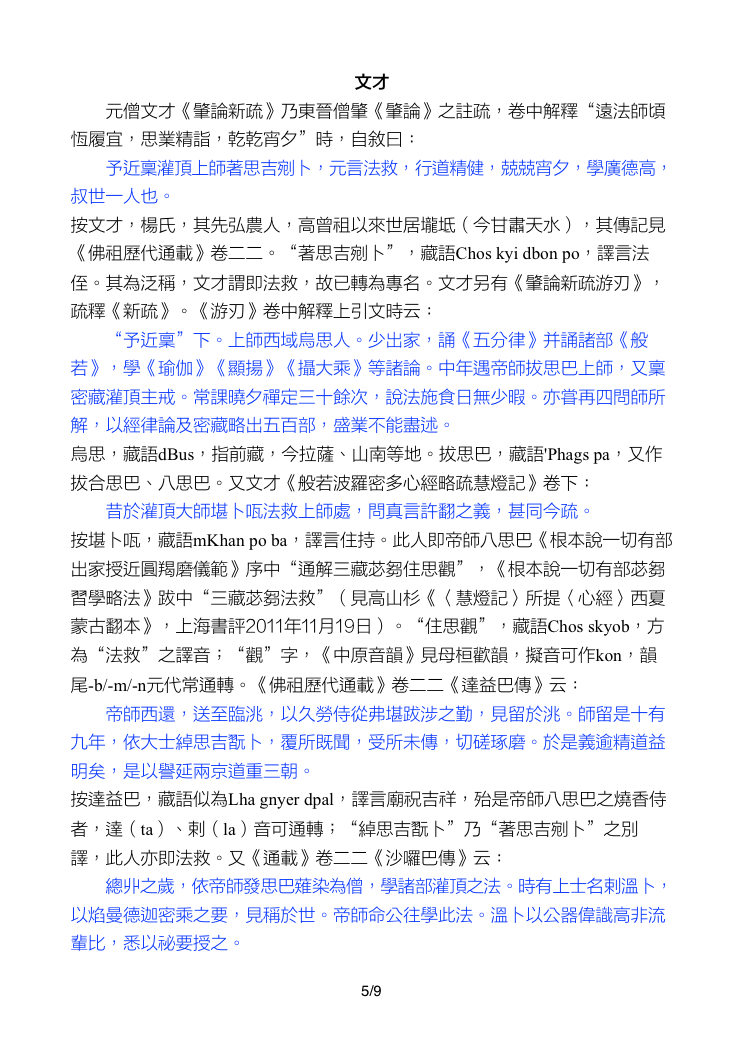 文才
元僧文才《肇論新疏》乃東晉僧肇《肇論》之註疏，卷中解釋“遠法師頃
恆履宜，思業精詣，乾乾宵夕”時，自敘曰：
予近稟灌頂上師著思吉剜卜，元言法救，行道精健，兢兢宵夕，學廣德高，
叔世一人也。
按文才，楊氏，其先弘農人，高曾祖以來世居壠坻（今甘肅天水），其傳記見
《佛祖歷代通載》卷二二。“著思吉剜卜”，藏語Chos kyi dbon po，譯言法
侄。其為泛稱，文才謂即法救，故已轉為專名。文才另有《肇論新疏游刃》，
疏釋《新疏》。《游刃》卷中解釋上引文時云：
“予近稟”下。上師西域烏思人。少出家，誦《五分律》并誦諸部《般
若》，學《瑜伽》《顯揚》《攝大乘》等諸論。中年遇帝師拔思巴上師，又稟
密藏灌頂主戒。常課曉夕禪定三十餘次，說法施食日無少暇。亦嘗再四問師所
解，以經律論及密藏略出五百部，盛業不能盡述。
烏思，藏語dBus，指前藏，今拉薩、山南等地。拔思巴，藏語'Phags pa，又作
拔合思巴、八思巴。又文才《般若波羅密多心經略疏慧燈記》卷下：
昔於灌頂大師堪卜咓法救上師處，問真言許翻之義，甚同今疏。
按堪卜咓，藏語mKhan po ba，譯言住持。此人即帝師八思巴《根本說一切有部
出家授近圓羯磨儀範》序中“通解三藏苾芻住思觀”，《根本說一切有部苾芻
習學略法》跋中“三藏苾芻法救”（見高山杉《〈慧燈記〉所提〈心經〉西夏
蒙古翻本》，上海書評2011年11月19日）。“住思觀”，藏語Chos skyob，方
為“法救”之譯音；“觀”字，《中原音韻》見母桓歡韻，擬音可作kon，韻
尾-b/-m/-n元代常通轉。《佛祖歷代通載》卷二二《達益巴傳》云：
帝師西還，送至臨洮，以久勞侍從弗堪跋涉之勤，見留於洮。師留是十有
九年，依大士綽思吉翫卜，覆所既聞，受所未傳，切磋琢磨。於是義逾精道益
明矣，是以譽延兩京道重三朝。
按達益巴，藏語似為Lha gnyer dpal，譯言廟祝吉祥，殆是帝師八思巴之燒香侍
者，達（ta）、剌（la）音可通轉；“綽思吉翫卜”乃“著思吉剜卜”之別
譯，此人亦即法救。又《通載》卷二二《沙囉巴傳》云：
總丱之歲，依帝師發思巴薙染為僧，學諸部灌頂之法。時有上士名剌溫卜，
以焰曼德迦密乘之要，見稱於世。帝師命公往學此法。溫卜以公器偉識高非流
輩比，悉以祕要授之。
5/9